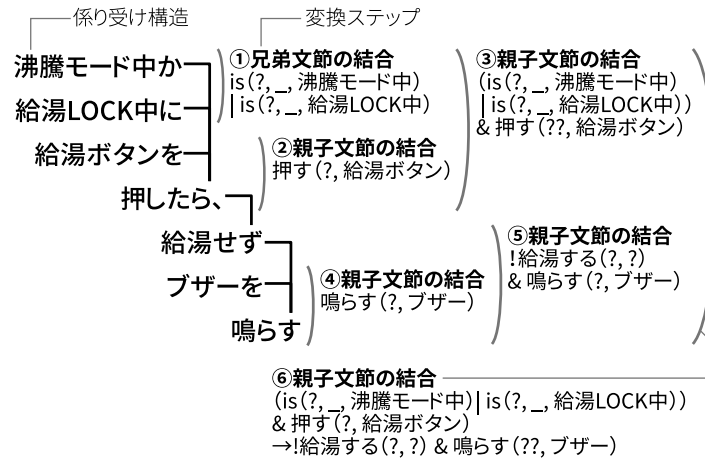 係り受け構造
変換ステップ
沸騰モード中か
給湯LOCK中に
給湯ボタンを
押したら、
給湯せず
ブザーを
鳴らす
①兄弟文節の結合
is(?, _, 沸騰モード中)
| is(?, _, 給湯LOCK中)
②親子文節の結合
押す(?, 給湯ボタン)
③親子文節の結合
(is(?, _, 沸騰モード中)
| is(?, _, 給湯LOCK中))
& 押す(??, 給湯ボタン)
④親子文節の結合
鳴らす(?, ブザー)
⑤親子文節の結合
!給湯する(?, ?)
& 鳴らす(?, ブザー)
⑥親子文節の結合
(is(?, _, 沸騰モード中)| is(?, _, 給湯LOCK中))
& 押す(?, 給湯ボタン)
→!給湯する(?, ?) & 鳴らす(??, ブザー)